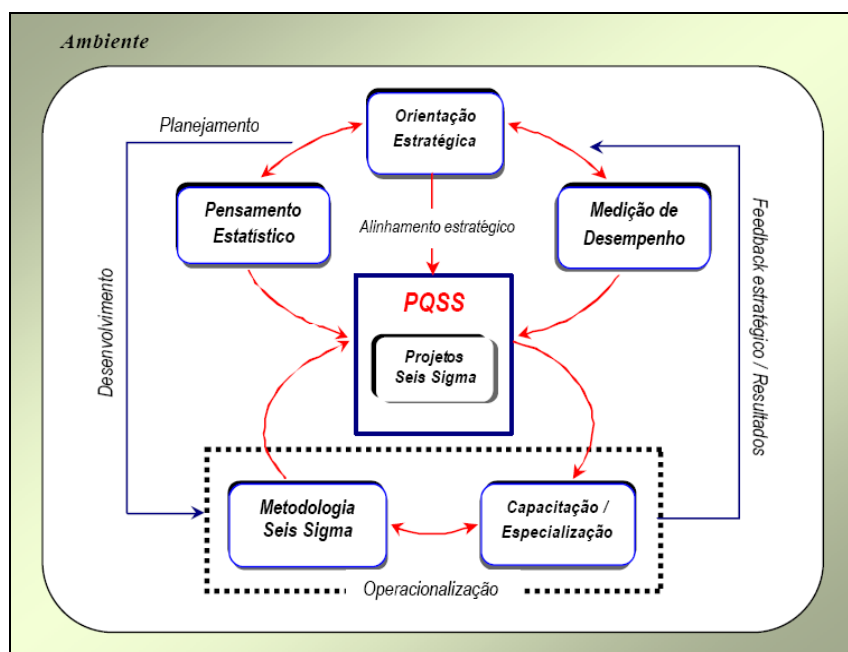 Ambiente
Planejamento
Orientação
Estratégica
Pensamento
Estatístico
Alinhamento estratégico
Medição de
Desempenho
PQSS
Projetos
Seis Sigma
Desenvolvimento
Feedback estratégico / Resultados
Metodologia
Seis Sigma
Capacitação /
Especialização
Operacionalização